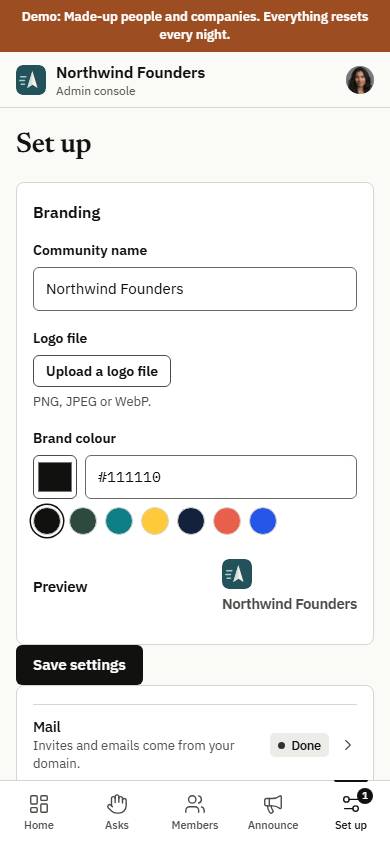 Demo: Made-up people and companies. Everything resets
every night.
Northwind Founders
Admin console
Set up
Branding
Community name
Northwind Founders
Logo file
Upload a logo file
PNG, JPEG or WebP.
Brand colour
#111110
Preview
Northwind Founders
Save settings
Mail
Invites and emails come from your
domain.
Done
1
Home
Asks
Members
Announce
Set up